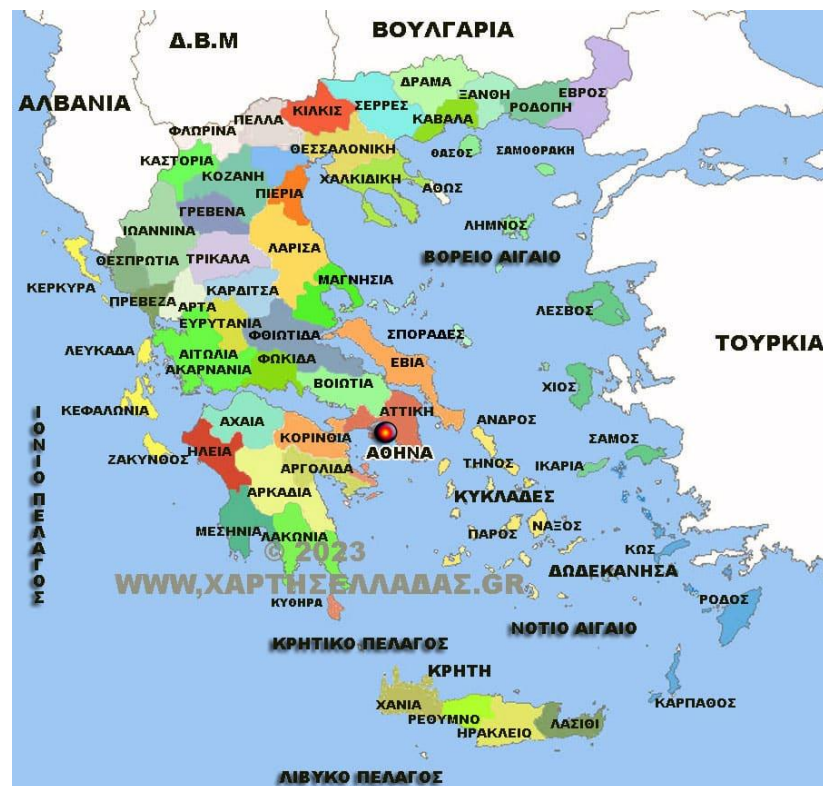 ΒΟΥΛΓΑΡΙΑ
Δ.Β.Μ
ΑΛΒΑΝΙΑ
ΔΡΑΜΑ
ΞΑΝΘΗ
ΕΒΡΟΣ
ΡΟΔΟΠΗ
ΣΕΡΡΕΣ
ΚΑΒΑΛΑ
ΚΙΛΚΙΣ
ΠΕΛΛΑ
ΦΛΩΡΙΝΑ
ΘΕΣΣΑΛΟΝΙΚΗ
ΘΑΣΟΣ
ΣΑΜΟΘΡΑΚΗ
ΚΑΣΤΟΡΙΑ
ΚΟΖΑΝΗ
ΧΑΛΚΙΔΙΚΗ
ΑΘΩΣ
ΠΙΕΡΙΑ
ΓΡΕΒΕΝΑ
ΛΗΜΝΟΣ
ΙΩΑΝΝΙΝΑ
ΛΑΡΙΣΑ
ΒΟΡΕΙΟ ΑΙΓΑΙΟ
ΘΕΣΠΡΩΤΙΑ
ΤΡΙΚΑΛΑ
ΜΑΓΝΗΣΙΑ
ΚΕΡΚΥΡΑ
ΚΑΡΔΙΤΣΑ
ΠΡΕΒΕΖΑ
ΑΡΤΑ
ΛΕΣΒΟΣ
ΕΥΡΥΤΑΝΙΑ
ΦΘΙΩΤΙΔΑ
ΣΠΟΡΑΔΕΣ
ΤΟΥΡΚΙΑ
ΛΕΥΚΑΔΑ
ΑΙΤΩΛΙΑ
ΑΚΑΡΝΑΝΙΑ
ΦΩΚΙΔΑ
ΕΒΙΑ
ΒΟΙΩΤΙΑ
ΧΙΟΣ
ΚΕΦΑΛΩΝΙΑ
ΑΧΑΙΑ
ΑΤΤΙΚΗ
ΑΝΔΡΟΣ
ΙΟΝΙΟ ΠΕΛΑΓΟΣ
ΚΟΡΙΝΘΙΑ
ΣΑΜΟΣ
ΗΛΕΙΑ
ΑΘΗΝΑ
ΖΑΚΥΝΘΟΣ
ΤΗΝΟΣ
ΙΚΑΡΙΑ
ΑΡΓΟΛΙΔΑ
ΑΡΚΑΔΙΑ
ΚΥΚΛΑΔΕΣ
ΜΕΣΗΝΙΑ
ΛΑΚΩΝΙΑ
ΠΑΡΟΣ
ΝΑΞΟΣ
© 2023
ΚΩΣ
ΔΩΔΕΚΑΝΗΣΑ
WWW,ΧΑΡΤΗΣΕΛΛΑΔΑΣ.GR
ΚΥΘΗΡΑ
ΡΟΔΟΣ
ΝΟΤΙΟ ΑΙΓΑΙΟ
ΚΡΗΤΙΚΟ ΠΕΛΑΓΟΣ
ΚΡΗΤΗ
ΚΑΡΠΑΘΟΣ
ΧΑΝΙΑ
ΡΕΘΥΜΝΟ
ΗΡΑΚΛΕΙΟ
ΛΑΣΙΘΙ
ΛΙΒΥΚΟ ΠΕΛΑΓΟΣ